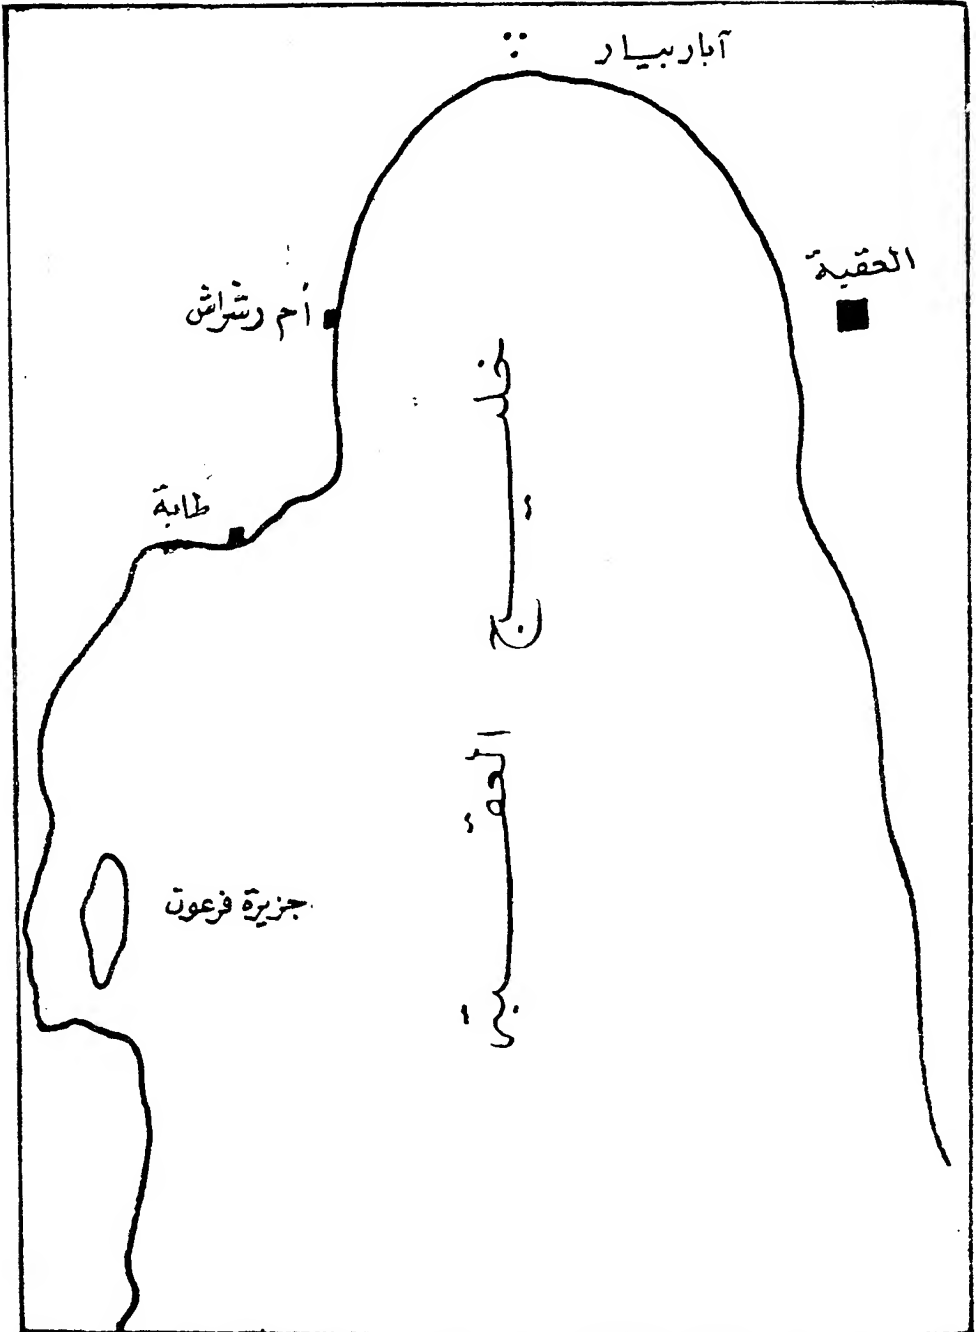 آبار بيار
العقبة
أم رشراش
طابة
خليج
العقبة
جزيرة فرعون